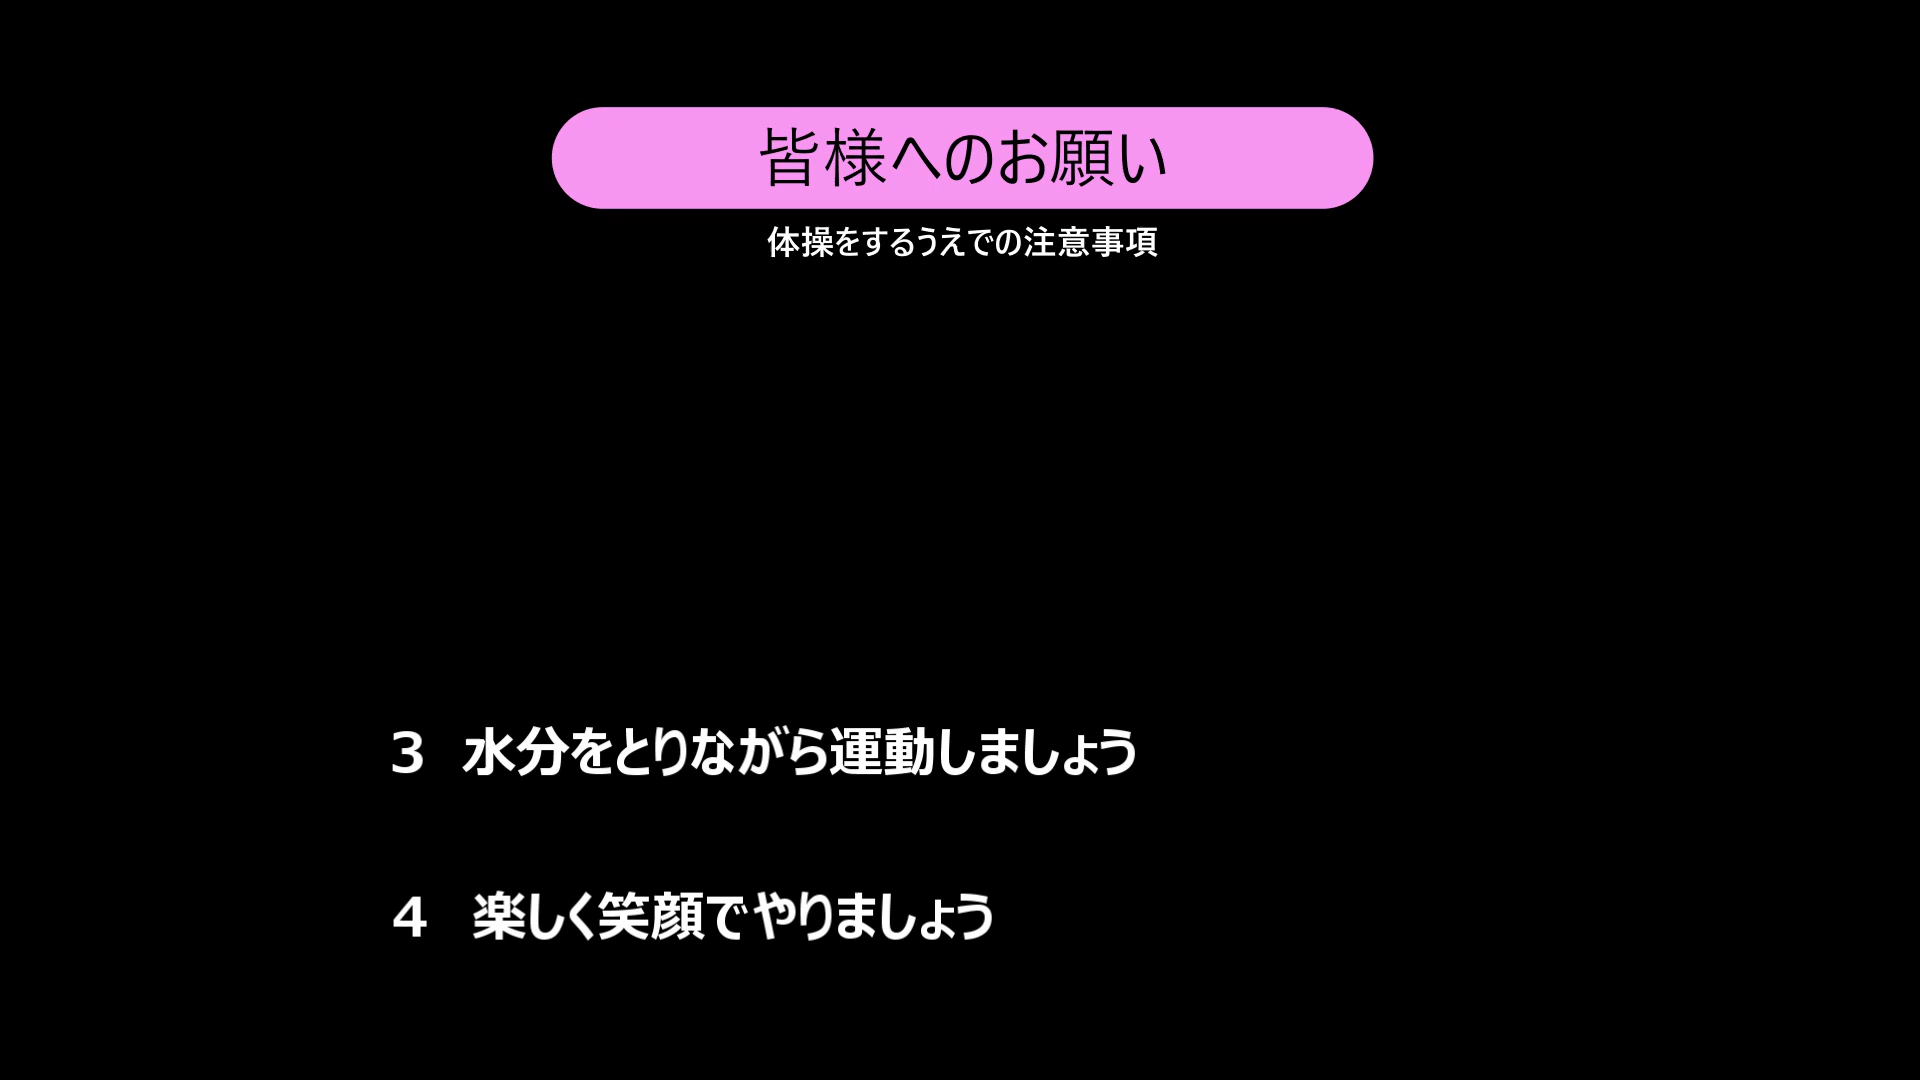 皆様へのお願い
体操をするうえでの注意事項
3 水分をとりながら運動しましょう
4 楽しく笑顔でやりましょう